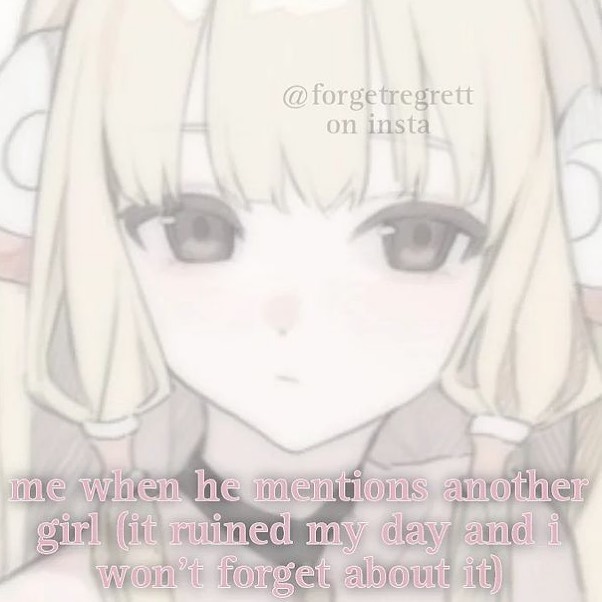 @forgetregrett
on insta
me when he mentions another
girl (it ruined my day and i
won't forget about it)